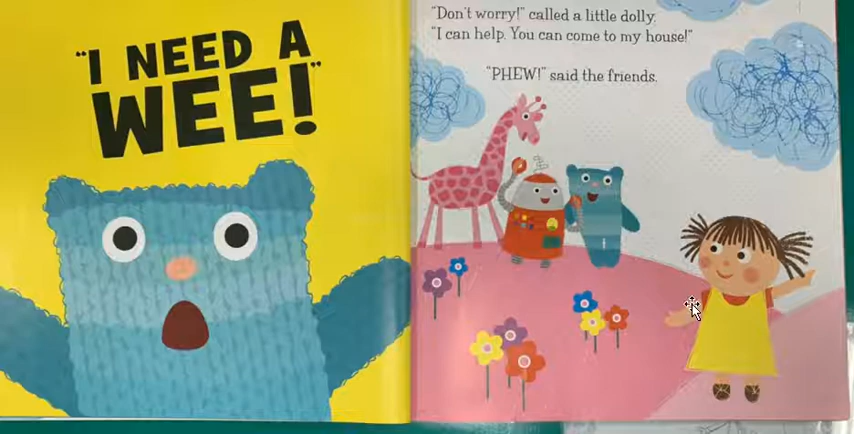 "I NEED A
WEE!"
"Don't worry!" called a little dolly.
"I can help. You can come to my house!"
"PHEW!" said the friends.